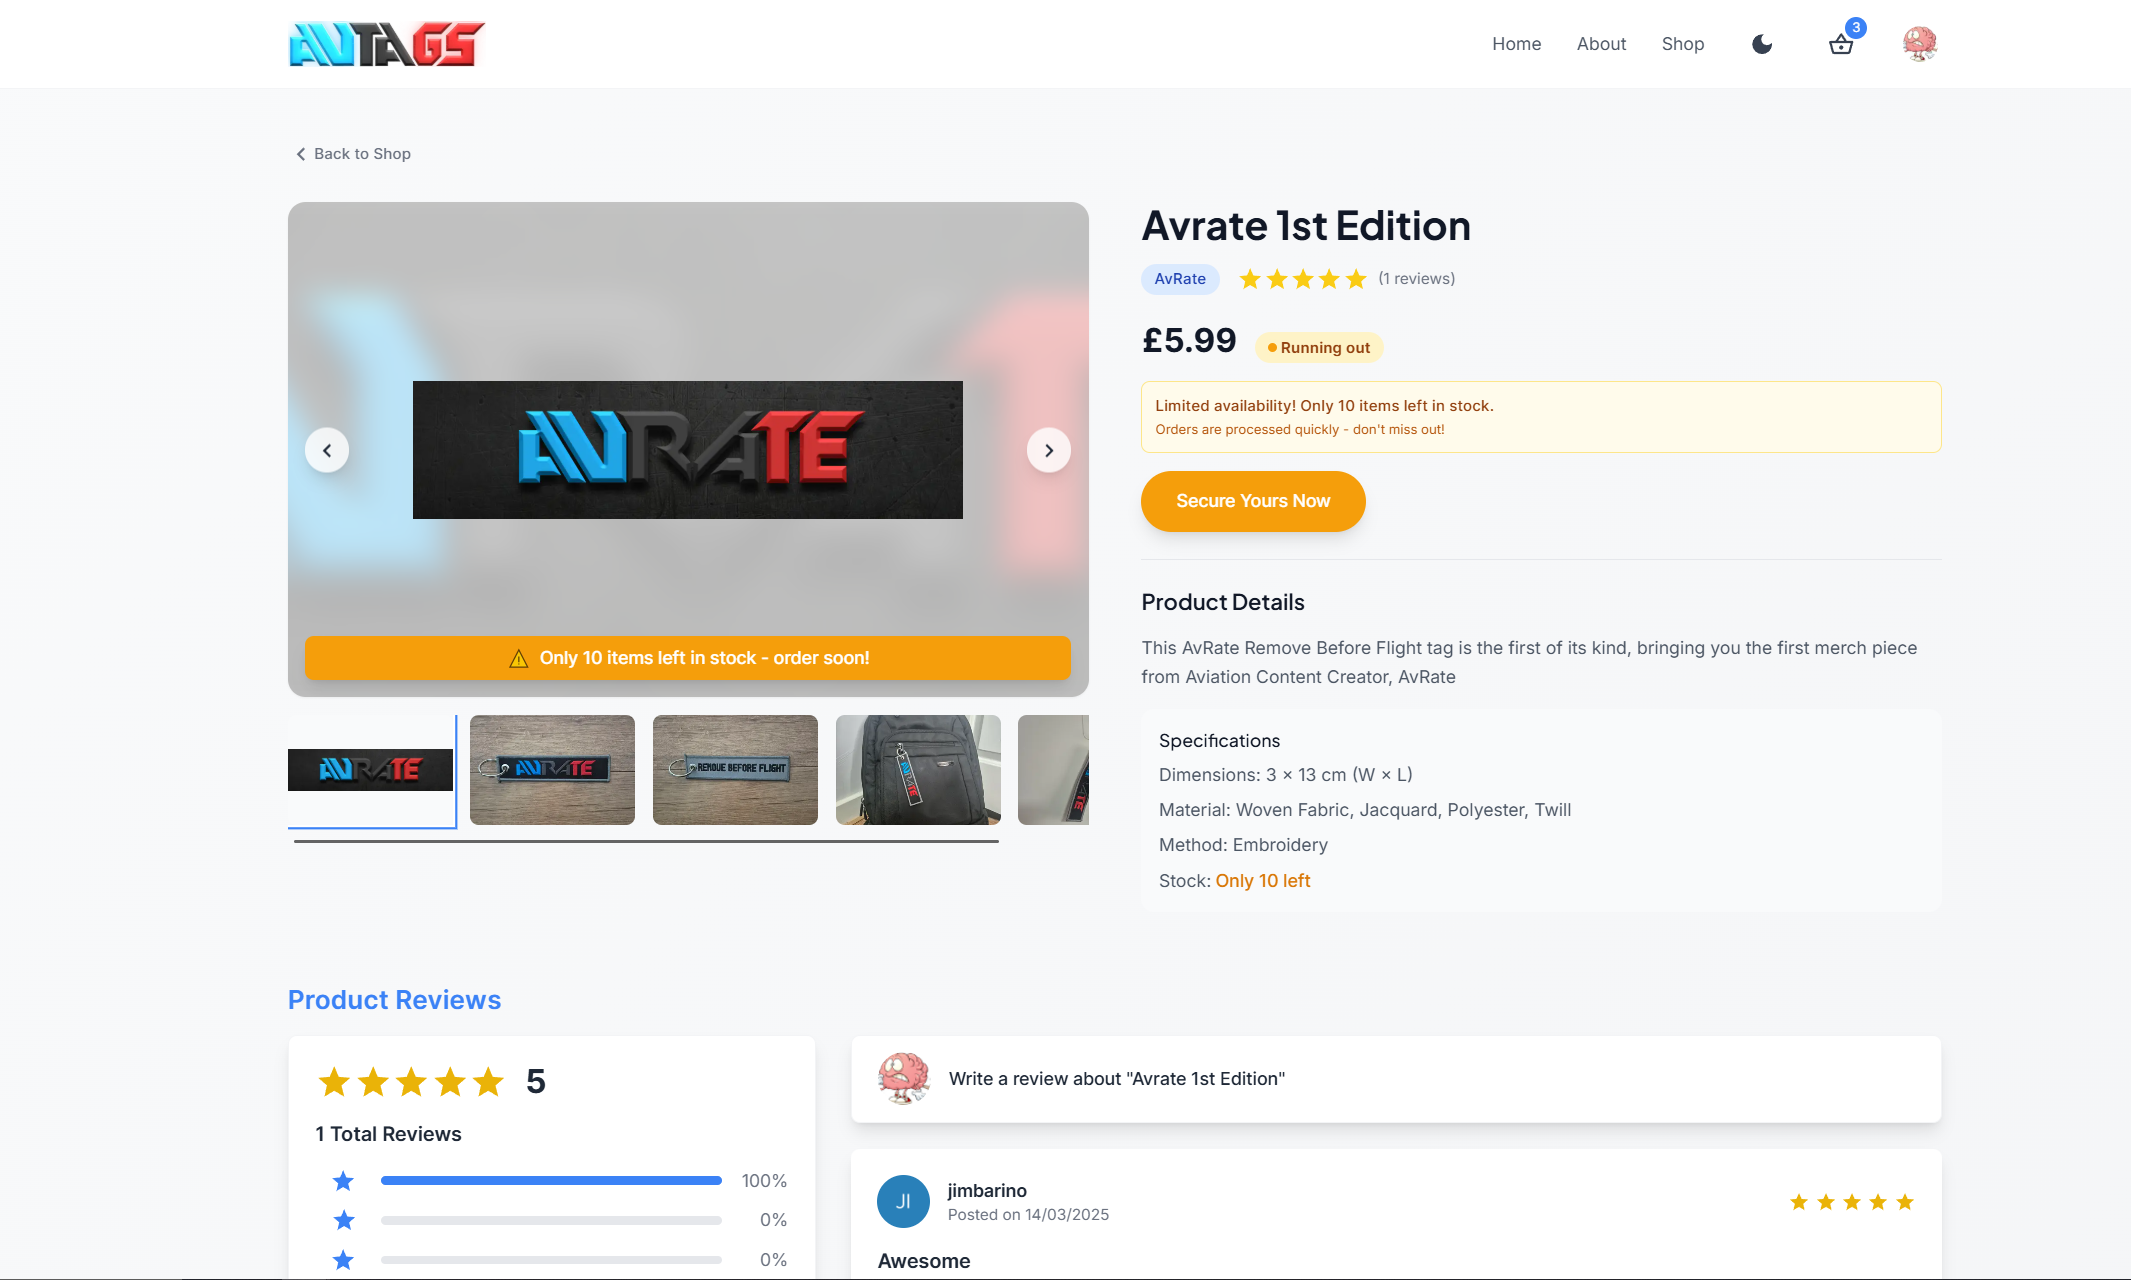 AVTAGS
Home
About
Shop
3
Back to Shop
AVRATE
⚠ Only 10 items left in stock - order soon!
AVRATE
AVRATE
REMOVE BEFORE FLIGHT
AVRATE
Avrate 1st Edition
AvRate
(1 reviews)
£5.99
Running out
Limited availability! Only 10 items left in stock.
Orders are processed quickly - don't miss out!
Secure Yours Now
Product Details
This AvRate Remove Before Flight tag is the first of its kind, bringing you the first merch piece
from Aviation Content Creator, AvRate
Specifications
Dimensions: 3 × 13 cm (W × L)
Material: Woven Fabric, Jacquard, Polyester, Twill
Method: Embroidery
Stock: Only 10 left
Product Reviews
5
1 Total Reviews
100%
0%
0%
Write a review about "Avrate 1st Edition"
JI
jimbarino
Posted on 14/03/2025
Awesome